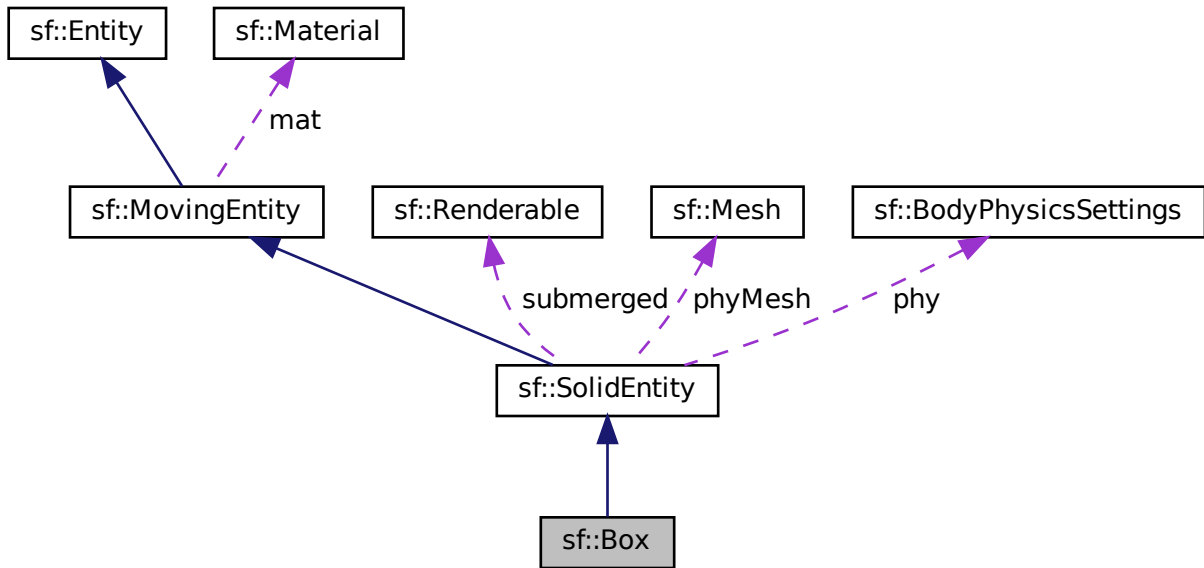 sf::Entity
sf::Material
mat
sf::MovingEntity
sf::Renderable
sf::Mesh
sf::BodyPhysicsSettings
submerged
phyMesh
phy
sf::SolidEntity
sf::Box